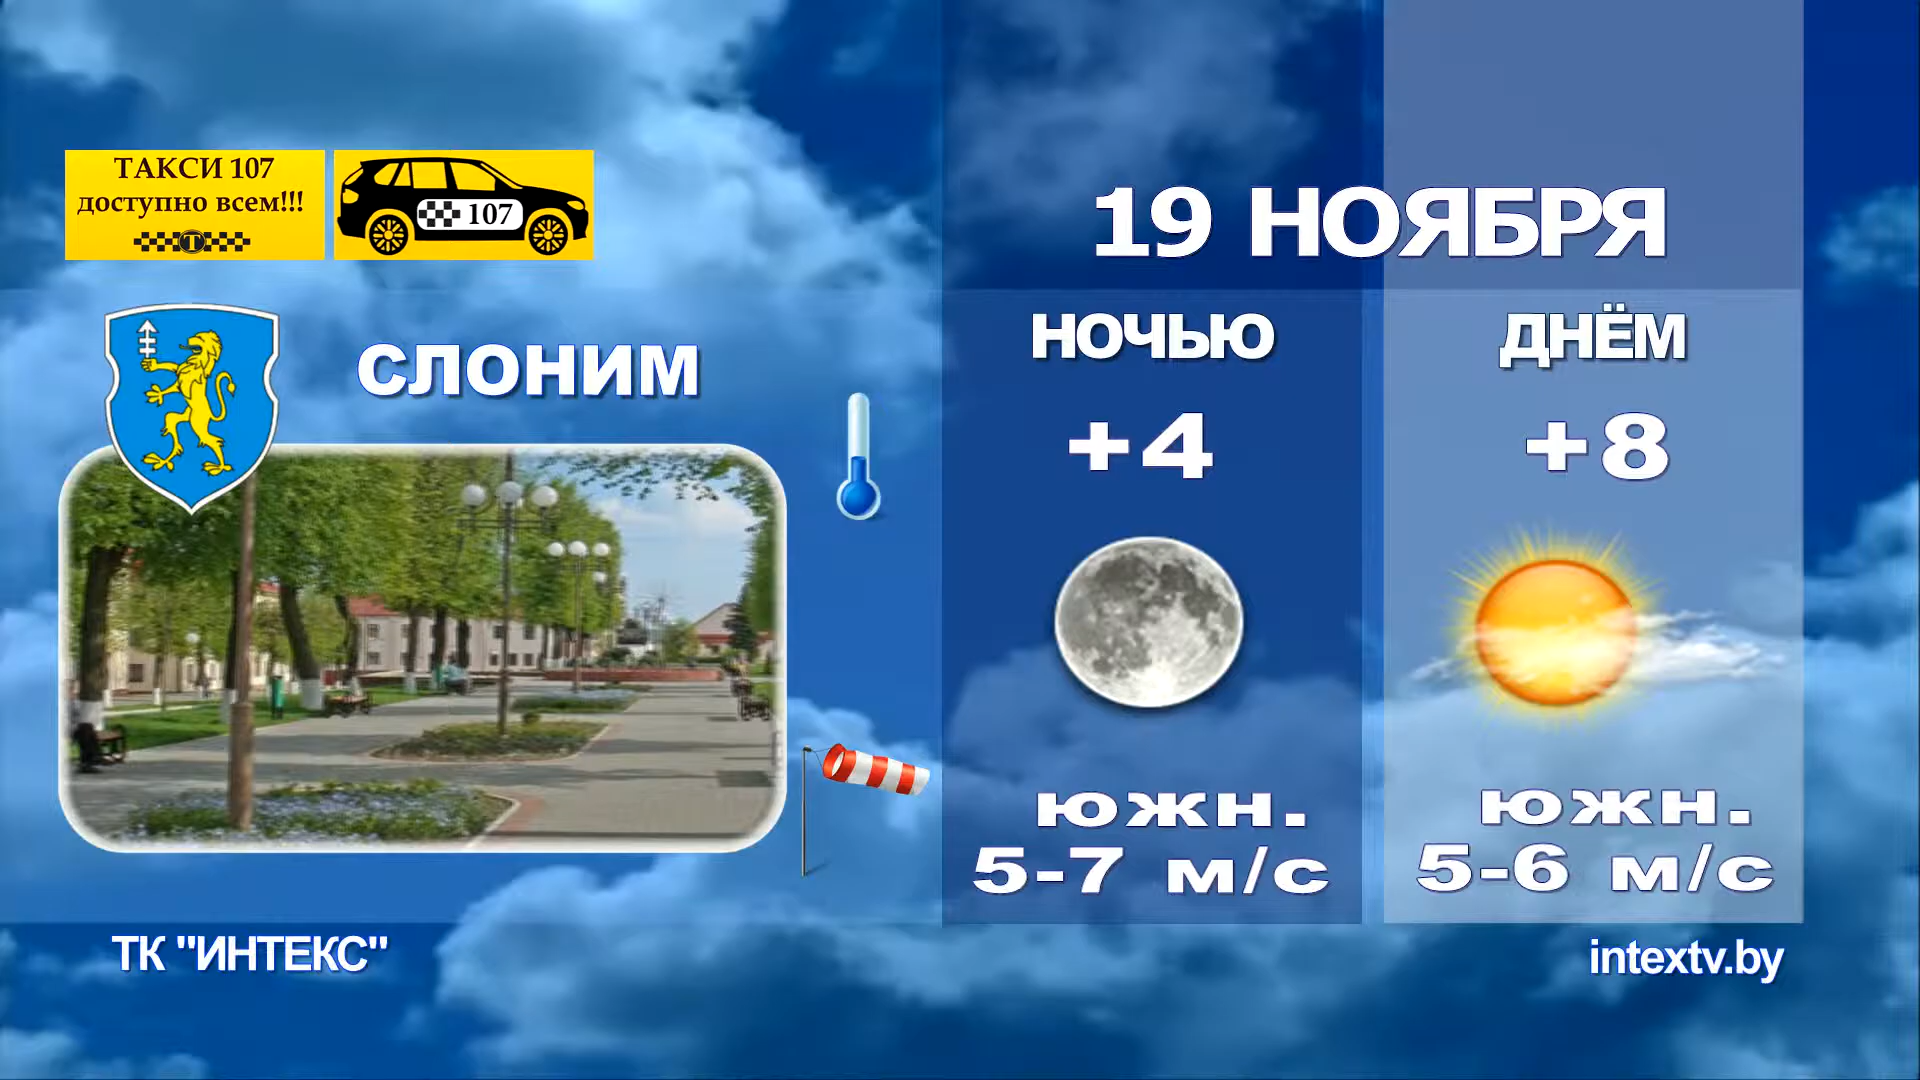 ТАКСИ 107
доступно всем!!!
Т
107
19 НОЯБРЯ
СЛОНИМ
НОЧЬЮ
ДНЁМ
+4
+8
ЮЖН.
5-7 м/с
ЮЖН.
5-6 м/с
ТК "ИНТЕКС"
intextv.by